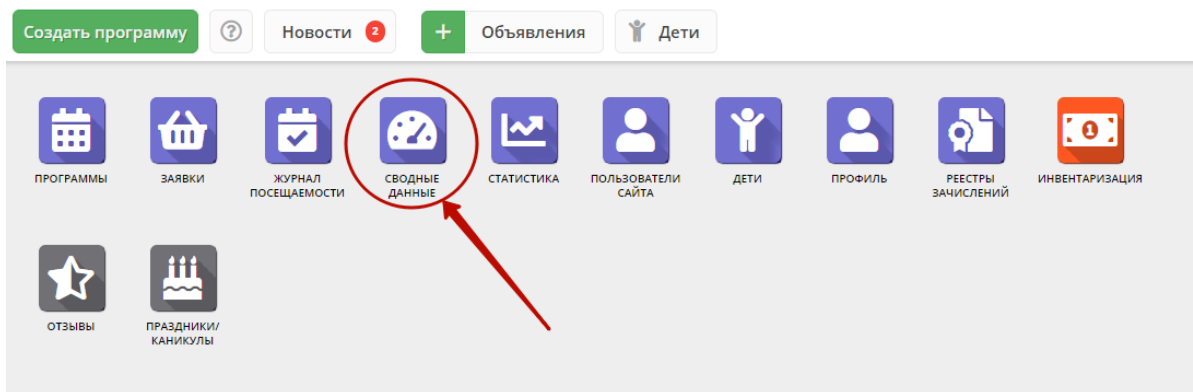 Создать программу
?
Новости 2
+ Объявления
Дети
ПРОГРАММЫ
ЗАЯВКИ
ЖУРНАЛ
ПОСЕЩАЕМОСТИ
СВОДНЫЕ
ДАННЫЕ
СТАТИСТИКА
ПОЛЬЗОВАТЕЛИ
САЙТА
ДЕТИ
ПРОФИЛЬ
РЕЕСТРЫ
ЗАЧИСЛЕНИЙ
1
ИНВЕНТАРИЗАЦИЯ
ОТЗЫВЫ
ПРАЗДНИКИ/
КАНИКУЛЫ